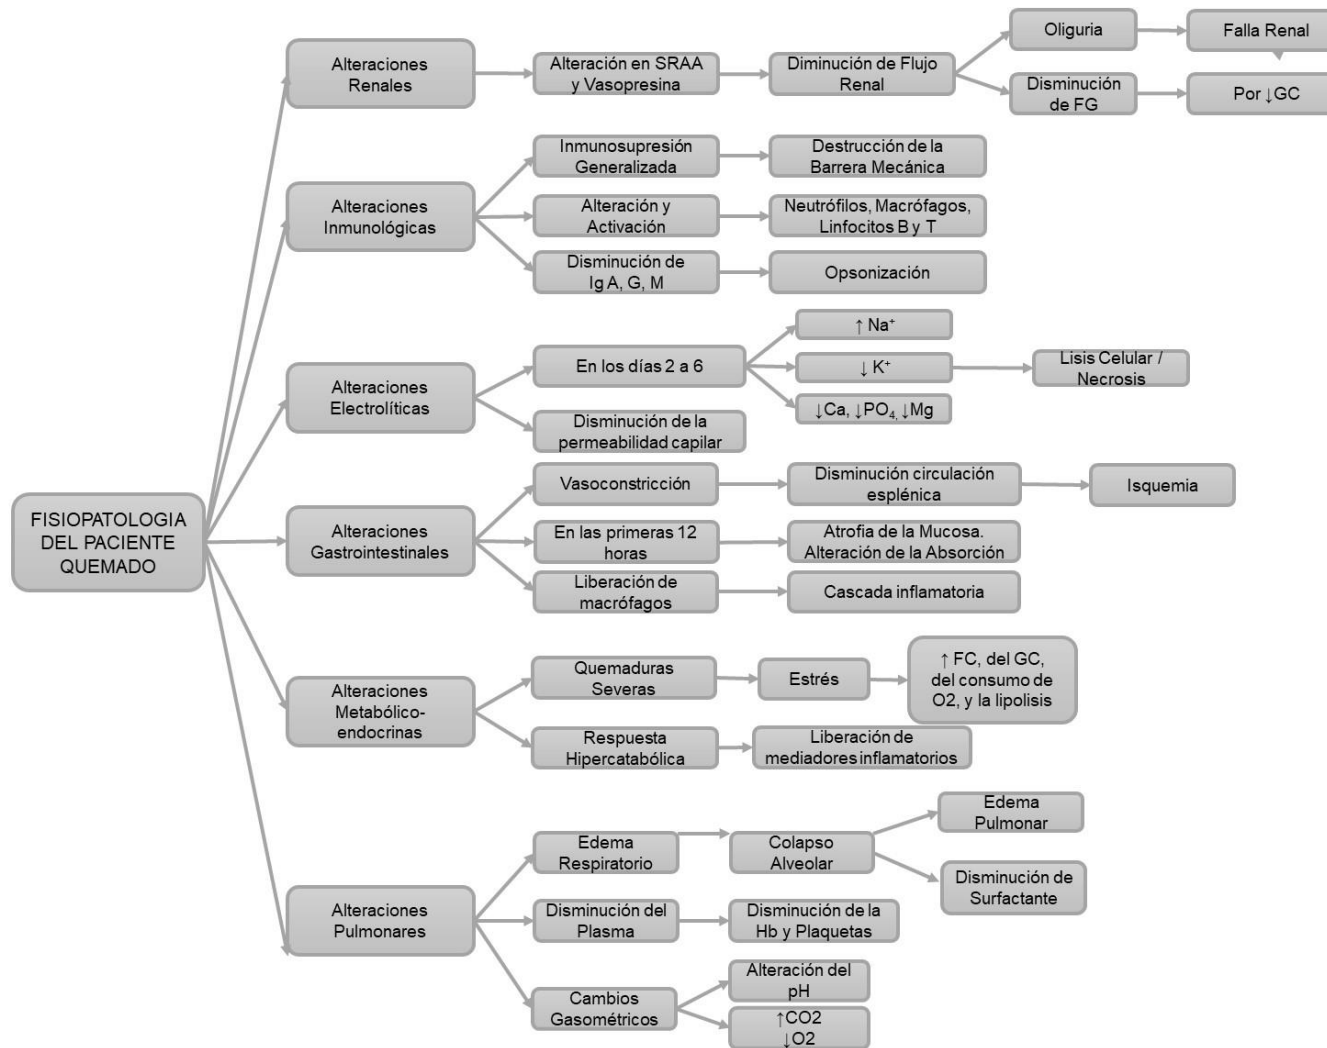 FISIOPATOLOGIA
DEL PACIENTE
QUEMADO
Alteraciones
Renales
Alteración en SRAA
y Vasopresina
Diminución de Flujo
Renal
Oliguria
Falla Renal
Disminución
de FG
Por ↓GC
Alteraciones
Inmunológicas
Inmunosupresión
Generalizada
Destrucción de la
Barrera Mecánica
Alteración y
Activación
Neutrófilos, Macrófagos,
Linfocitos B y T
Disminución de
Ig A, G, M
Opsonización
Alteraciones
Electrolíticas
En los días 2 a 6
↑ Na⁺
↓ K⁺
Lisis Celular /
Necrosis
↓Ca, ↓PO₄, ↓Mg
Disminución de la
permeabilidad capilar
Alteraciones
Gastrointestinales
Vasoconstricción
Disminución circulación
esplénica
Isquemia
En las primeras 12
horas
Atrofia de la Mucosa.
Alteración de la Absorción
Liberación de
macrófagos
Cascada inflamatoria
Alteraciones
Metabólico-
endocrinas
Quemaduras
Severas
Estrés
↑ FC, del GC,
del consumo de
O2, y la lipolisis
Respuesta
Hipercatabólica
Liberación de
mediadores inflamatorios
Alteraciones
Pulmonares
Edema
Respiratorio
Colapso
Alveolar
Edema
Pulmonar
Disminución de
Surfactante
Disminución del
Plasma
Disminución de la
Hb y Plaquetas
Cambios
Gasométricos
Alteración del
pH
↑CO2
↓O2